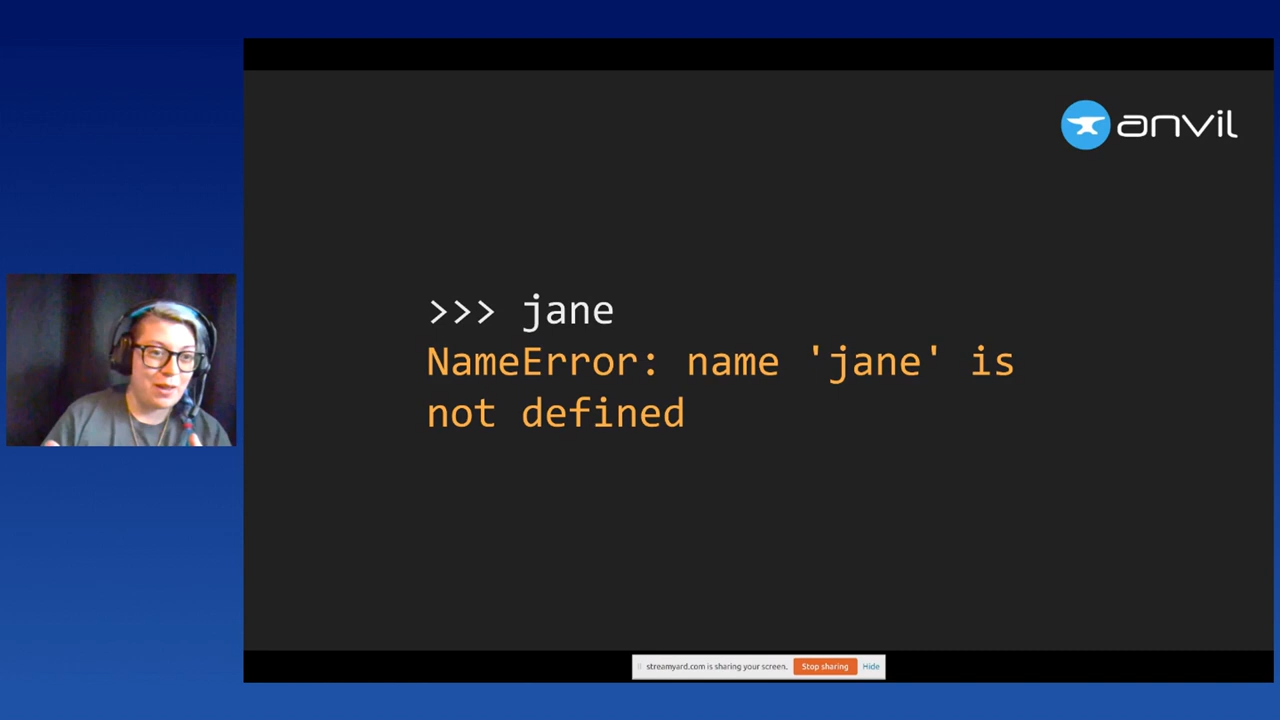 anvil
>>> jane
NameError: name 'jane' is
not defined
streamyard.com is sharing your screen. Stop sharing Hide